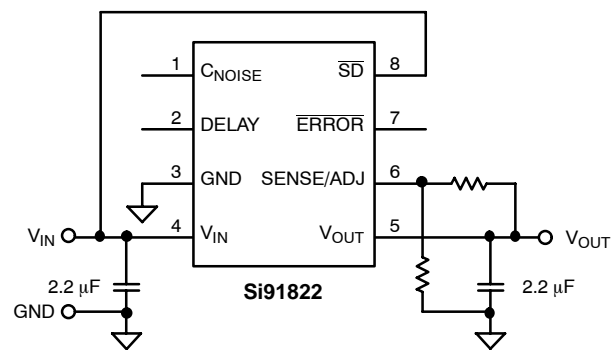 1 C_NOISE SD 8
2 DELAY ERROR 7
3 GND SENSE/ADJ 6
V_IN 4 V_IN V_OUT 5 V_OUT
2.2 μF Si91822 2.2 μF
GND